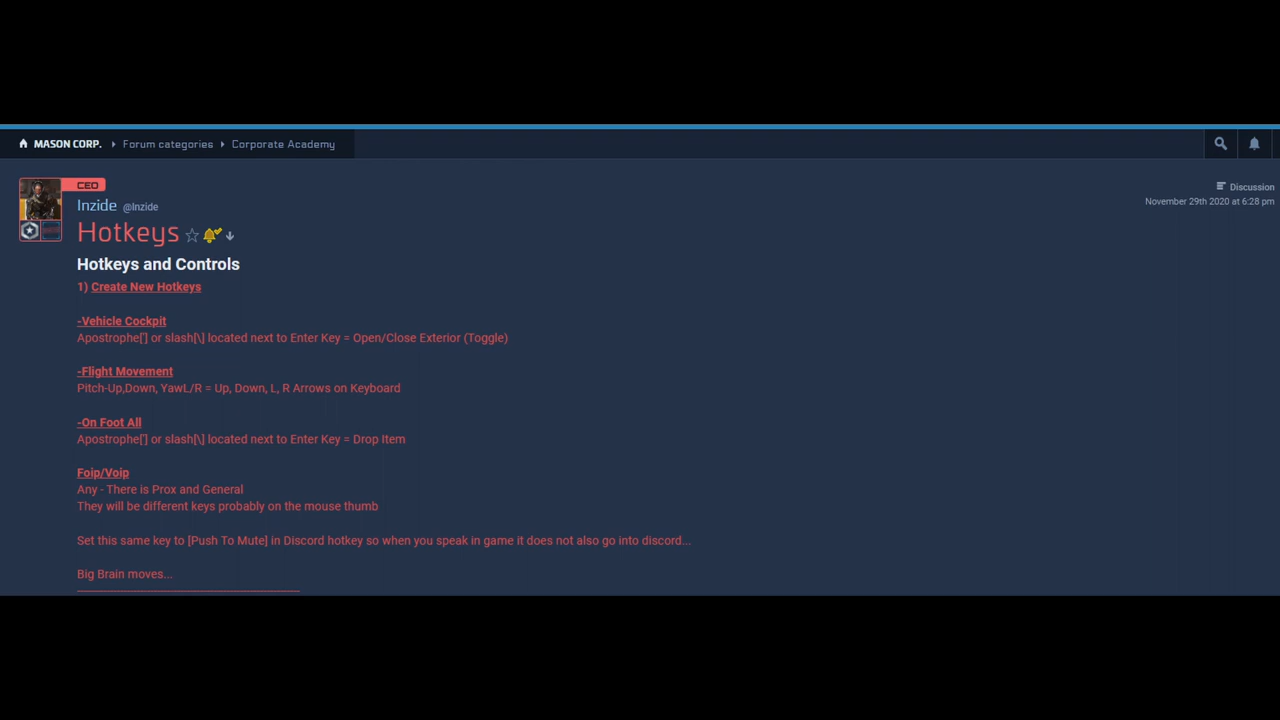 MASON CORP. Forum categories Corporate Academy
CEO
Discussion
Inzide @Inzide
November 29th 2020 at 6:28 pm
Hotkeys
Hotkeys and Controls
1) Create New Hotkeys
-Vehicle Cockpit
Apostrophe['] or slash[\] located next to Enter Key = Open/Close Exterior (Toggle)
-Flight Movement
Pitch-Up,Down, YawL/R = Up, Down, L, R Arrows on Keyboard
-On Foot All
Apostrophe['] or slash[\] located next to Enter Key = Drop Item
Foip/Voip
Any - There is Prox and General
They will be different keys probably on the mouse thumb
Set this same key to [Push To Mute] in Discord hotkey so when you speak in game it does not also go into discord...
Big Brain moves...